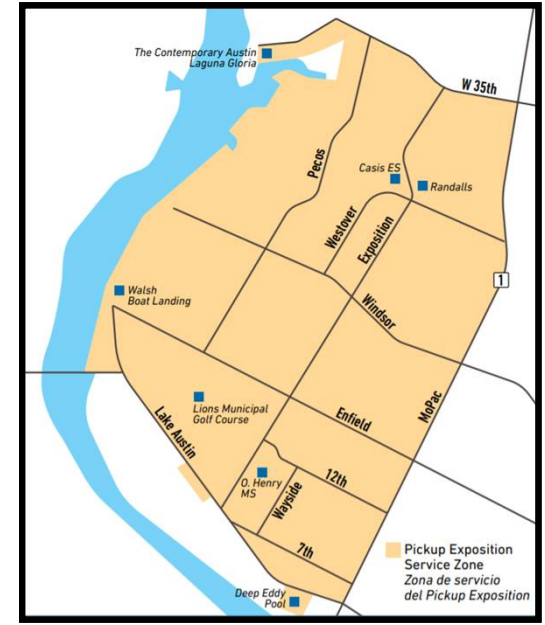 The Contemporary Austin
Laguna Gloria
W 35th
Pecos
Casis ES
Randalls
Westover
Exposition
1
Walsh
Boat Landing
Windsor
MoPac
Lions Municipal
Golf Course
Enfield
Lake Austin
O. Henry
MS
12th
Wayside
7th
Pickup Exposition
Service Zone
Zona de servicio
del Pickup Exposition
Deep Eddy
Pool